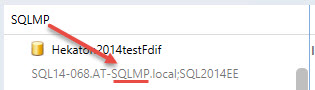 SQLMP
Hekaton2014testFdif
SQL14-068.AT-SQLMP.local;SQL2014EE